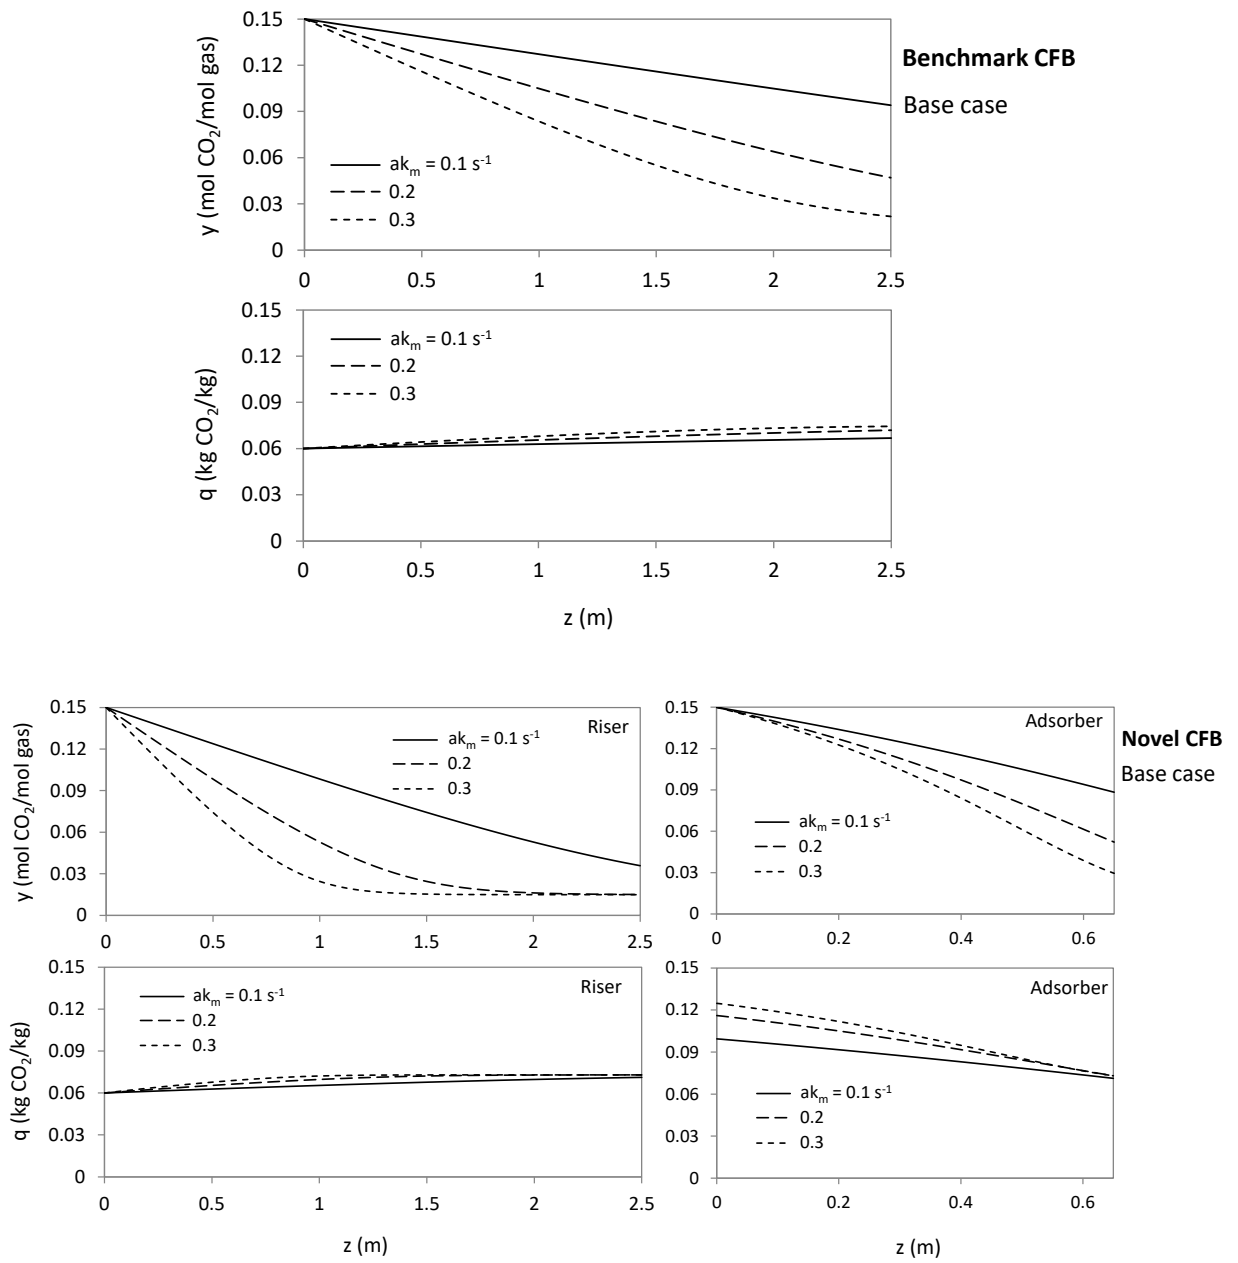 0.15
0.12
0.09
0.06
0.03
0
y (mol CO2/mol gas)
akm = 0.1 s-1
0.2
0.3
0 0.5 1 1.5 2 2.5
Benchmark CFB
Base case
0.15
0.12
0.09
0.06
0.03
0
q (kg CO2/kg)
akm = 0.1 s-1
0.2
0.3
0 0.5 1 1.5 2 2.5
z (m)
0.15
0.12
0.09
0.06
0.03
0
y (mol CO2/mol gas)
Riser
akm = 0.1 s-1
0.2
0.3
0 0.5 1 1.5 2 2.5
0.15
0.12
0.09
0.06
0.03
0
Adsorber
akm = 0.1 s-1
0.2
0.3
0 0.2 0.4 0.6
Novel CFB
Base case
0.15
0.12
0.09
0.06
0.03
0
q (kg CO2/kg)
Riser
akm = 0.1 s-1
0.2
0.3
0 0.5 1 1.5 2 2.5
z (m)
0.15
0.12
0.09
0.06
0.03
0
Adsorber
akm = 0.1 s-1
0.2
0.3
0 0.2 0.4 0.6
z (m)